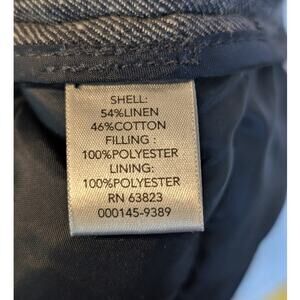 SHELL:
54%LINEN
46%COTTON
FILLING :
100%POLYESTER
LINING:
100%POLYESTER
RN 63823
000145-9389